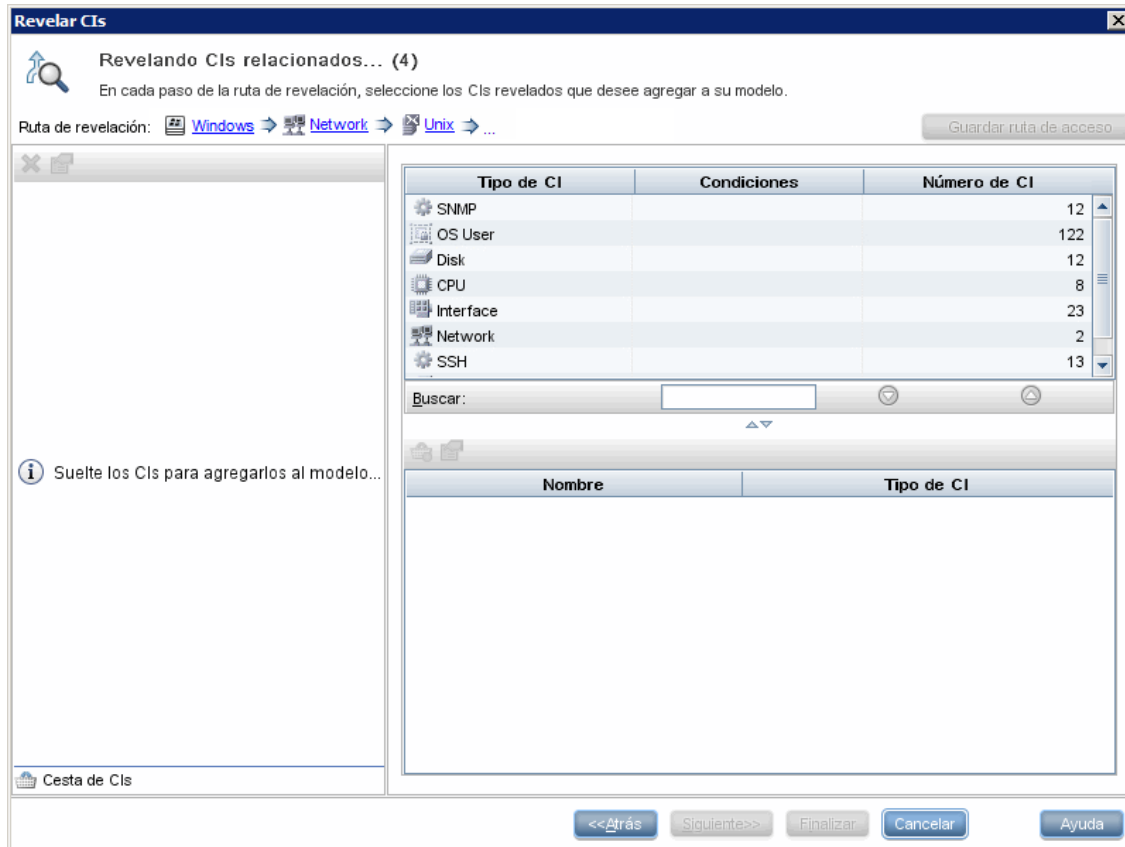 Revelar CIs
Revelando CIs relacionados... (4)
En cada paso de la ruta de revelación, seleccione los CIs revelados que desee agregar a su modelo.
Ruta de revelación: Windows Network Unix ...
Guardar ruta de acceso
Tipo de CI Condiciones Número de CI
SNMP 12
OS User 122
Disk 12
CPU 8
Interface 23
Network 2
SSH 13
Buscar:
Suelte los CIs para agregarlos al modelo...
Nombre Tipo de CI
Cesta de CIs
<<Atrás Siguiente>> Finalizar Cancelar Ayuda